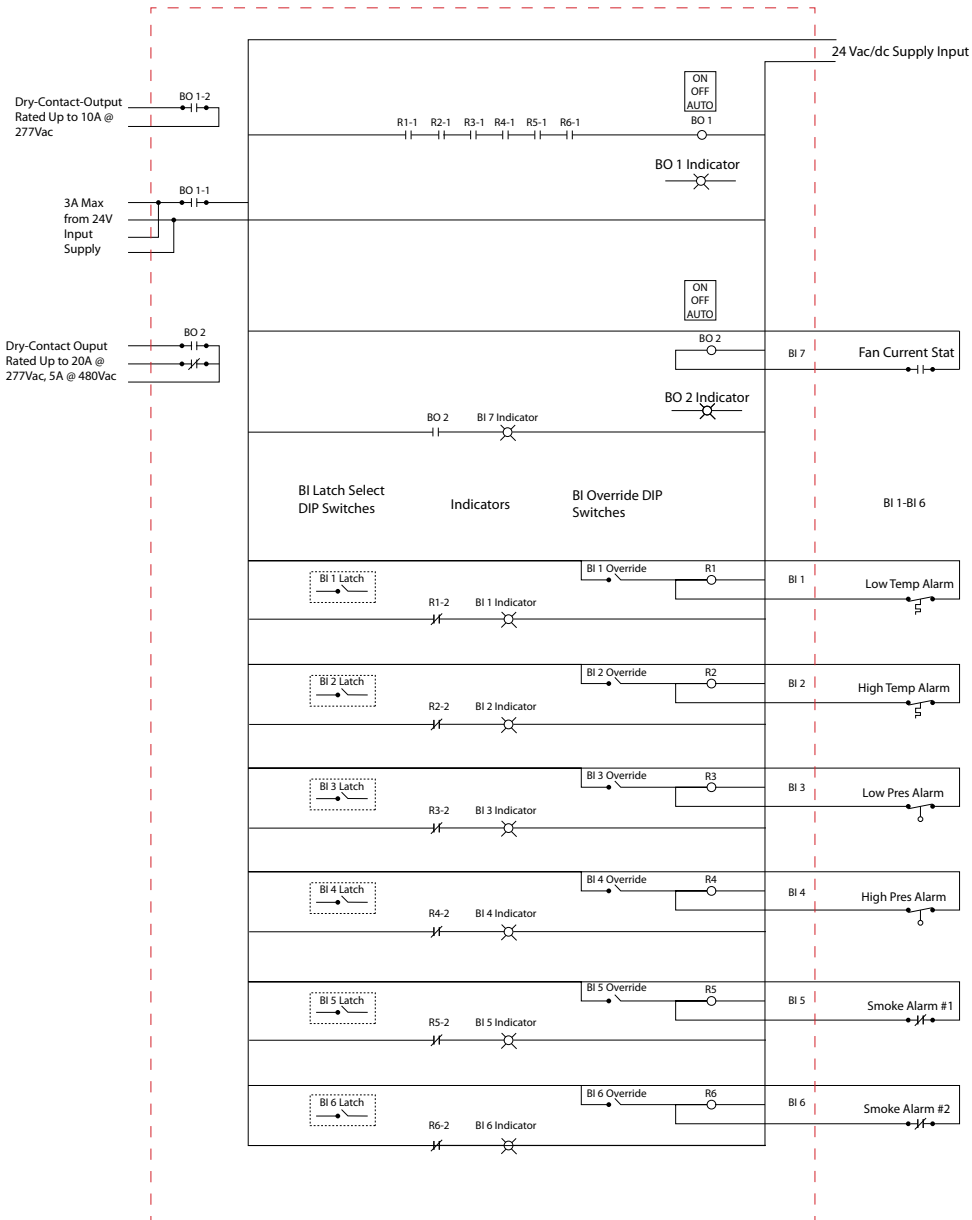 24 Vac/dc Supply Input
ON
OFF
AUTO
BO 1
Dry-Contact-Output
Rated Up to 10A @
277Vac
BO 1-2
R1-1 R2-1 R3-1 R4-1 R5-1 R6-1
BO 1 Indicator
BO 1-1
3A Max
from 24V
Input
Supply
ON
OFF
AUTO
BO 2
Dry-Contact Ouput
Rated Up to 20A @
277Vac, 5A @ 480Vac
BO 2
BI 7
Fan Current Stat
BO 2 Indicator
BO 2 BI 7 Indicator
BI Latch Select
DIP Switches
Indicators
BI Override DIP
Switches
BI 1-BI 6
BI 1 Latch
BI 1 Override
R1
BI 1
Low Temp Alarm
R1-2 BI 1 Indicator
BI 2 Latch
BI 2 Override
R2
BI 2
High Temp Alarm
R2-2 BI 2 Indicator
BI 3 Latch
BI 3 Override
R3
BI 3
Low Pres Alarm
R3-2 BI 3 Indicator
BI 4 Latch
BI 4 Override
R4
BI 4
High Pres Alarm
R4-2 BI 4 Indicator
BI 5 Latch
BI 5 Override
R5
BI 5
Smoke Alarm #1
R5-2 BI 5 Indicator
BI 6 Latch
BI 6 Override
R6
BI 6
Smoke Alarm #2
R6-2 BI 6 Indicator